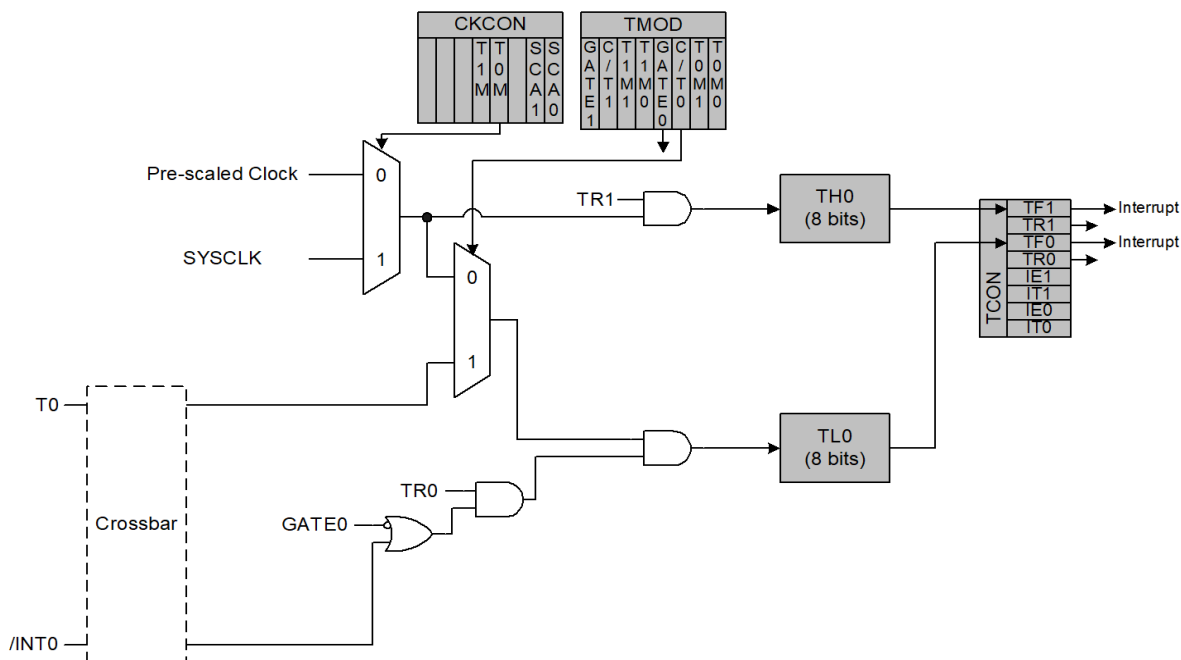 CKCON
T1M
T0M
SCA1
SCA0
TMOD
GATE1
C/T1
T1M1
T1M0
GATE0
C/T0
T0M1
T0M0
Pre-scaled Clock
0
SYSCLK
1
TR1
TH0
(8 bits)
TCON
TF1
TR1
TF0
TR0
IE1
IT1
IE0
IT0
Interrupt
Interrupt
0
1
T0
Crossbar
/INT0
TR0
GATE0
TL0
(8 bits)